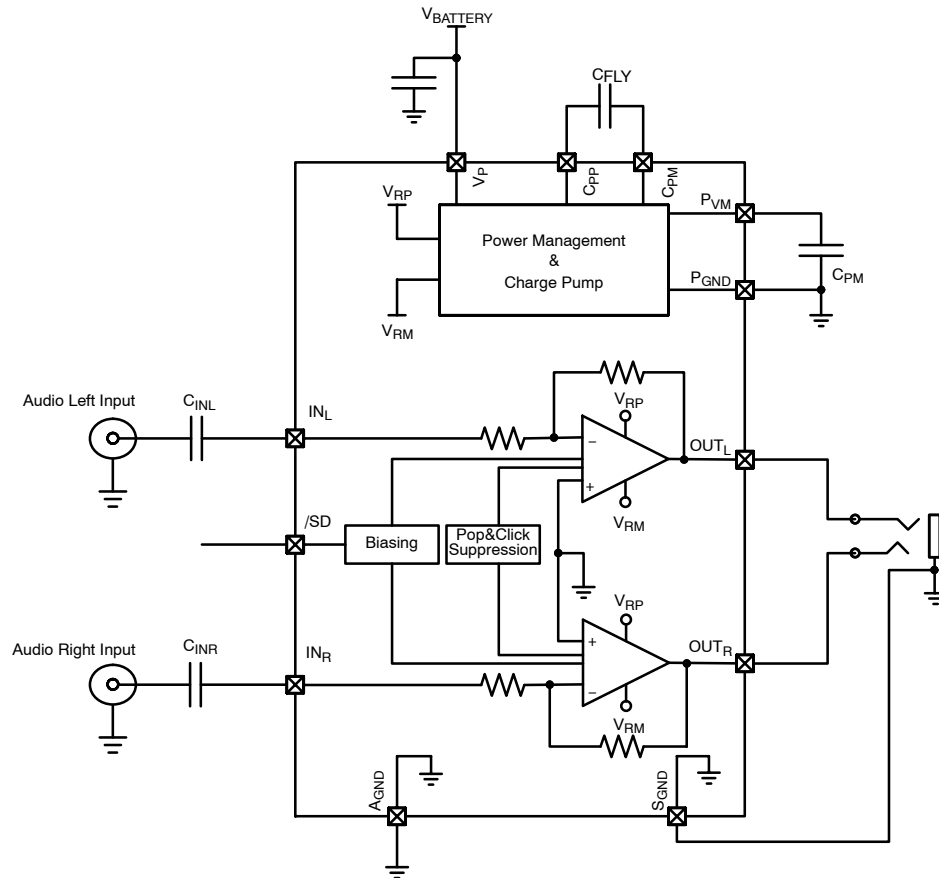 VBATTERY
CFLY
VP
CPP
CPM
VRP
PVM
Power Management
&
Charge Pump
CPM
PGND
VRM
Audio Left Input
CINL
INL
VRP
−
OUTL
+
VRM
/SD
Biasing
Pop&Click
Suppression
VRP
Audio Right Input
CINR
INR
+
OUTR
−
VRM
AGND
SGND